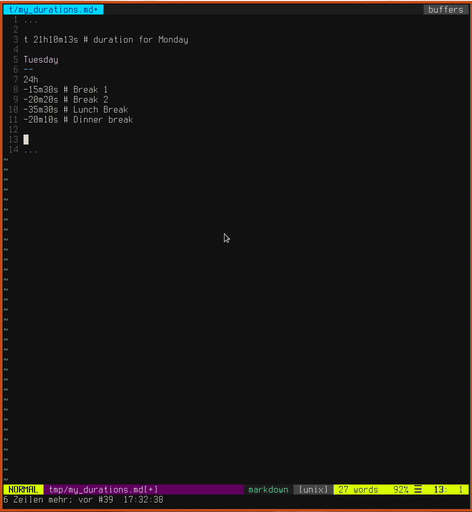 t/my_durations.md+ buffers
1 ...
2
3 t 21h10m13s # duration for Monday
4
5 Tuesday
6 --
7 24h
8 -15m30s # Break 1
9 -20m20s # Break 2
10 -35m30s # Lunch Break
11 -20m10s # Dinner break
12
13
14 ...
NORMAL tmp/my_durations.md[+] markdown [unix] 27 words 92% ☰ 13: 1
6 Zeilen mehr; vor #39 17:32:38